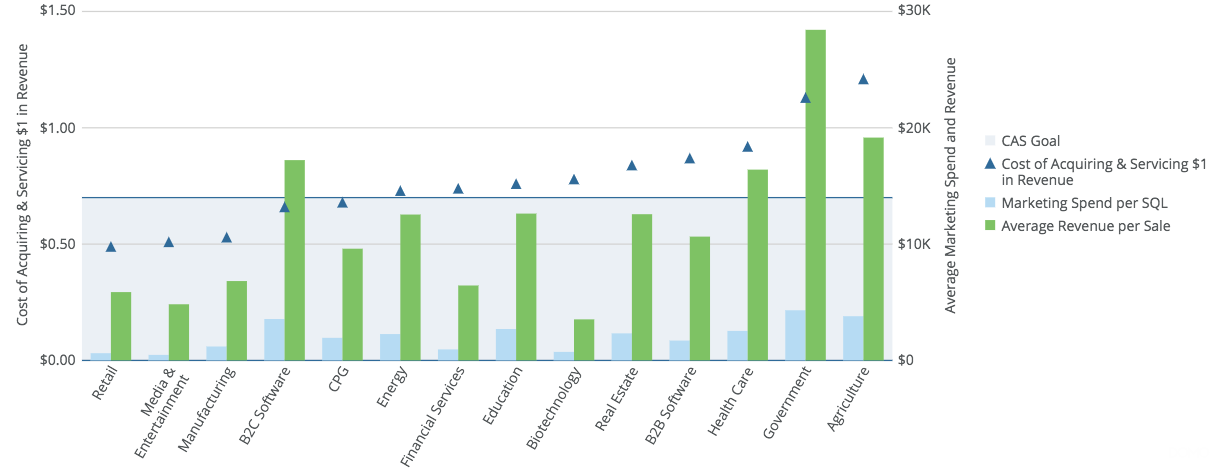 $1.50
$1.00
$0.50
$0.00
Cost of Acquiring & Servicing $1 in Revenue
$30K
$20K
$10K
$0
Average Marketing Spend and Revenue
Retail
Media &
Entertainment
Manufacturing
B2C Software
CPG
Energy
Financial Services
Education
Biotechnology
Real Estate
B2B Software
Health Care
Government
Agriculture
CAS Goal
Cost of Acquiring & Servicing $1
in Revenue
Marketing Spend per SQL
Average Revenue per Sale